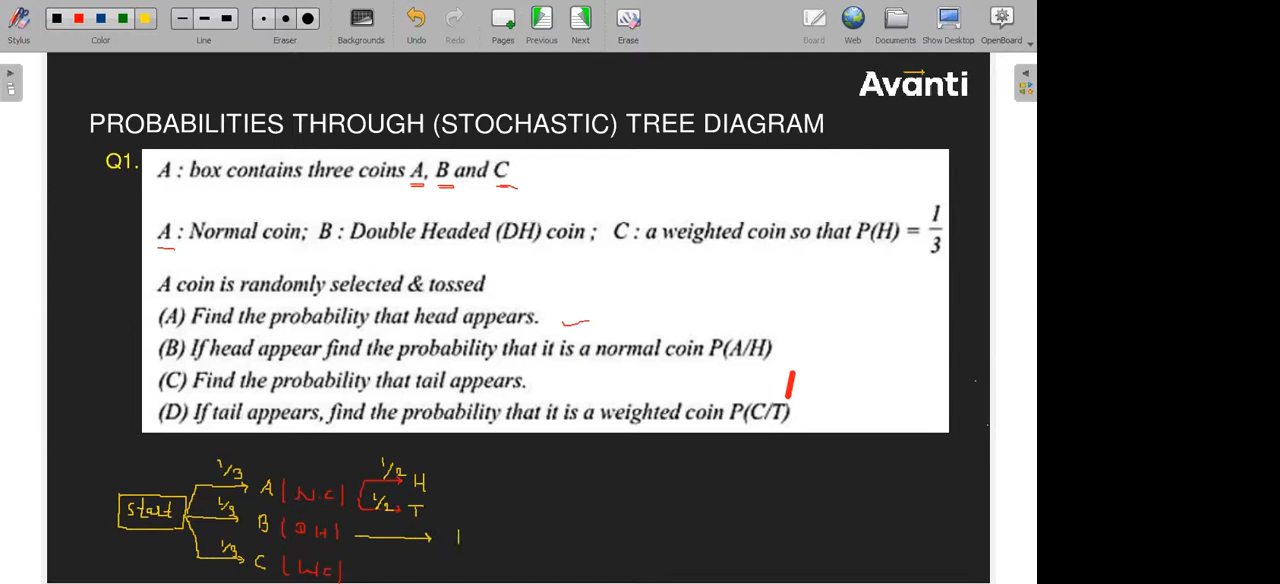 Stylus Color Line Eraser Backgrounds Undo Redo Pages Previous Next Erase Board Web Documents Show Desktop OpenBoard
Avanti
PROBABILITIES THROUGH (STOCHASTIC) TREE DIAGRAM
Q1.
A : box contains three coins A, B and C
A : Normal coin; B : Double Headed (DH) coin ; C : a weighted coin so that P(H) = 1/3
A coin is randomly selected & tossed
(A) Find the probability that head appears.
(B) If head appear find the probability that it is a normal coin P(A/H)
(C) Find the probability that tail appears.
(D) If tail appears, find the probability that it is a weighted coin P(C/T)
1/3 A (N.C) 1/2 H
Start 1/3 1/2 T
B (DH)
1/3 C (WC)